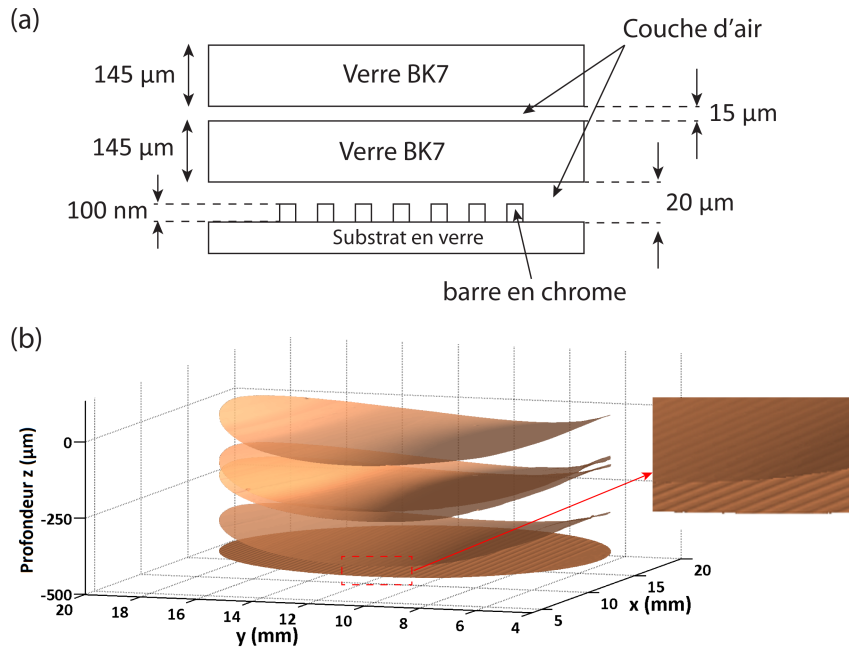 (a)
Couche d'air
145 µm
Verre BK7
15 µm
145 µm
Verre BK7
100 nm
20 µm
Substrat en verre
barre en chrome
(b)
Profondeur z (µm)
0
-250
-500
20
18
16
14
12
10
8
6
4
y (mm)
5
10
15
20
x (mm)